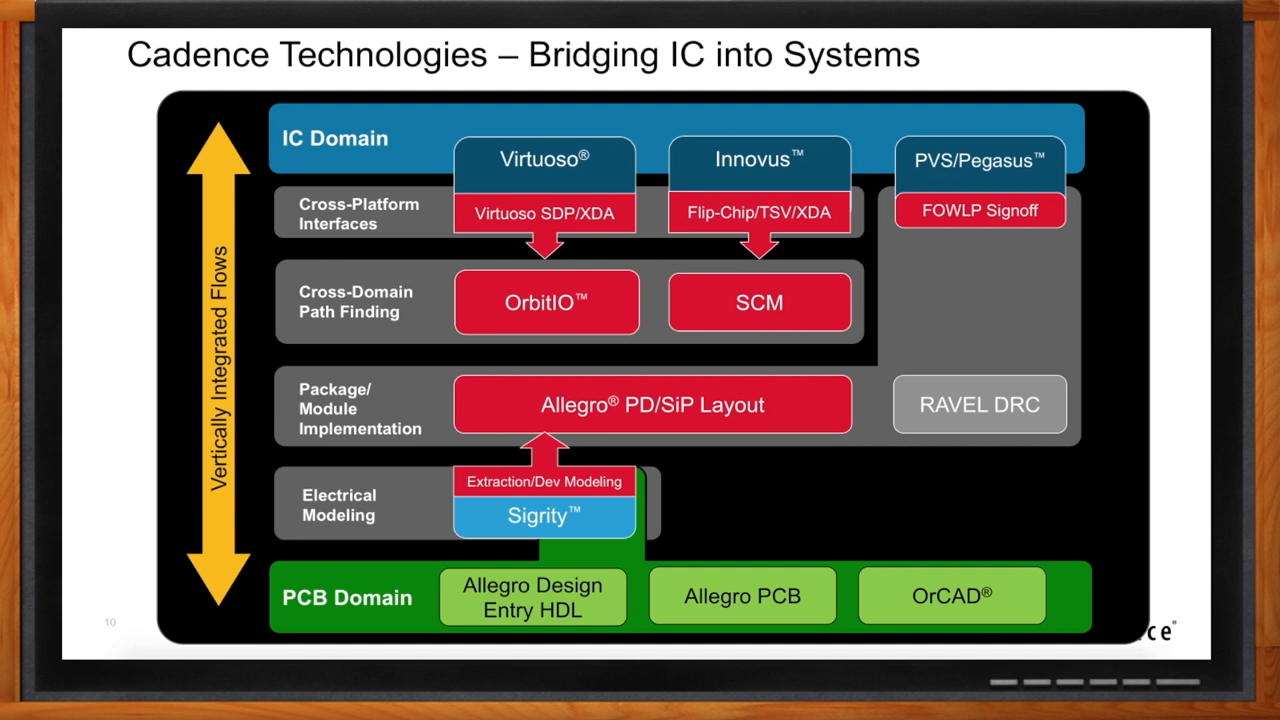 Cadence Technologies – Bridging IC into Systems
IC Domain
Virtuoso®
Innovus™
PVS/Pegasus™
Cross-Platform
Interfaces
Virtuoso SDP/XDA
Flip-Chip/TSV/XDA
FOWLP Signoff
Vertically Integrated Flows
Cross-Domain
Path Finding
OrbitIO™
SCM
Package/
Module
Implementation
Allegro® PD/SiP Layout
RAVEL DRC
Electrical
Modeling
Extraction/Dev Modeling
Sigrity™
PCB Domain
Allegro Design
Entry HDL
Allegro PCB
OrCAD®
10